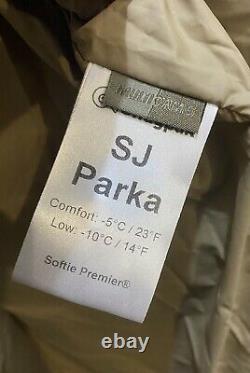 SJ
Parka
Comfort: -5°C / 23°F
Low: -10°C / 14°F
Softie Premier®